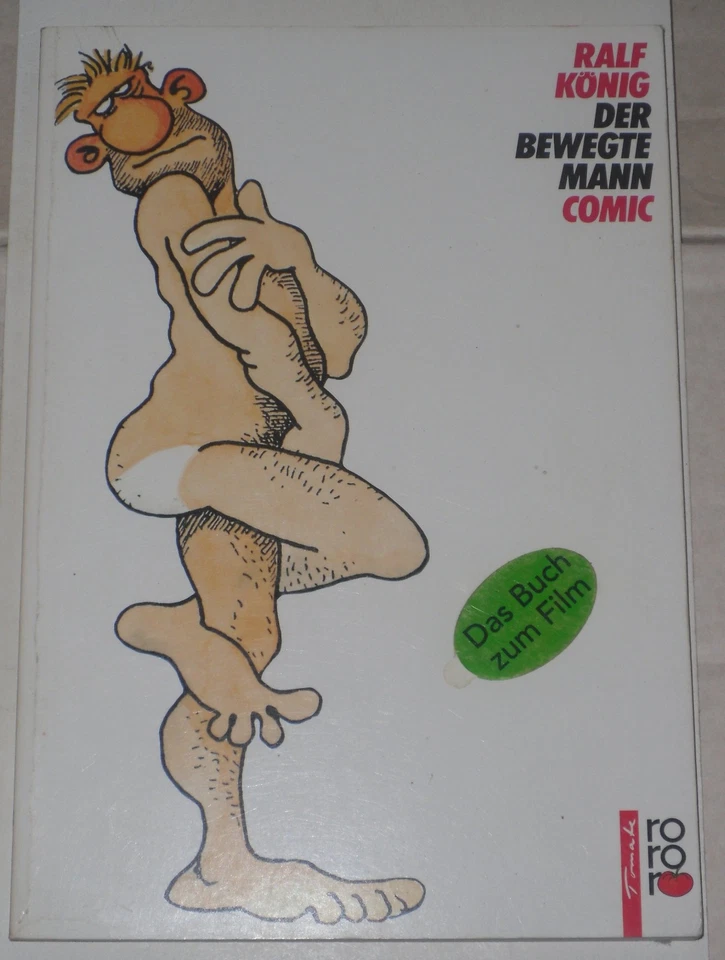 RALF
KÖNIG
DER
BEWEGTE
MANN
COMIC
Das Buch
zum Film
Tomate
ro
ro
ro